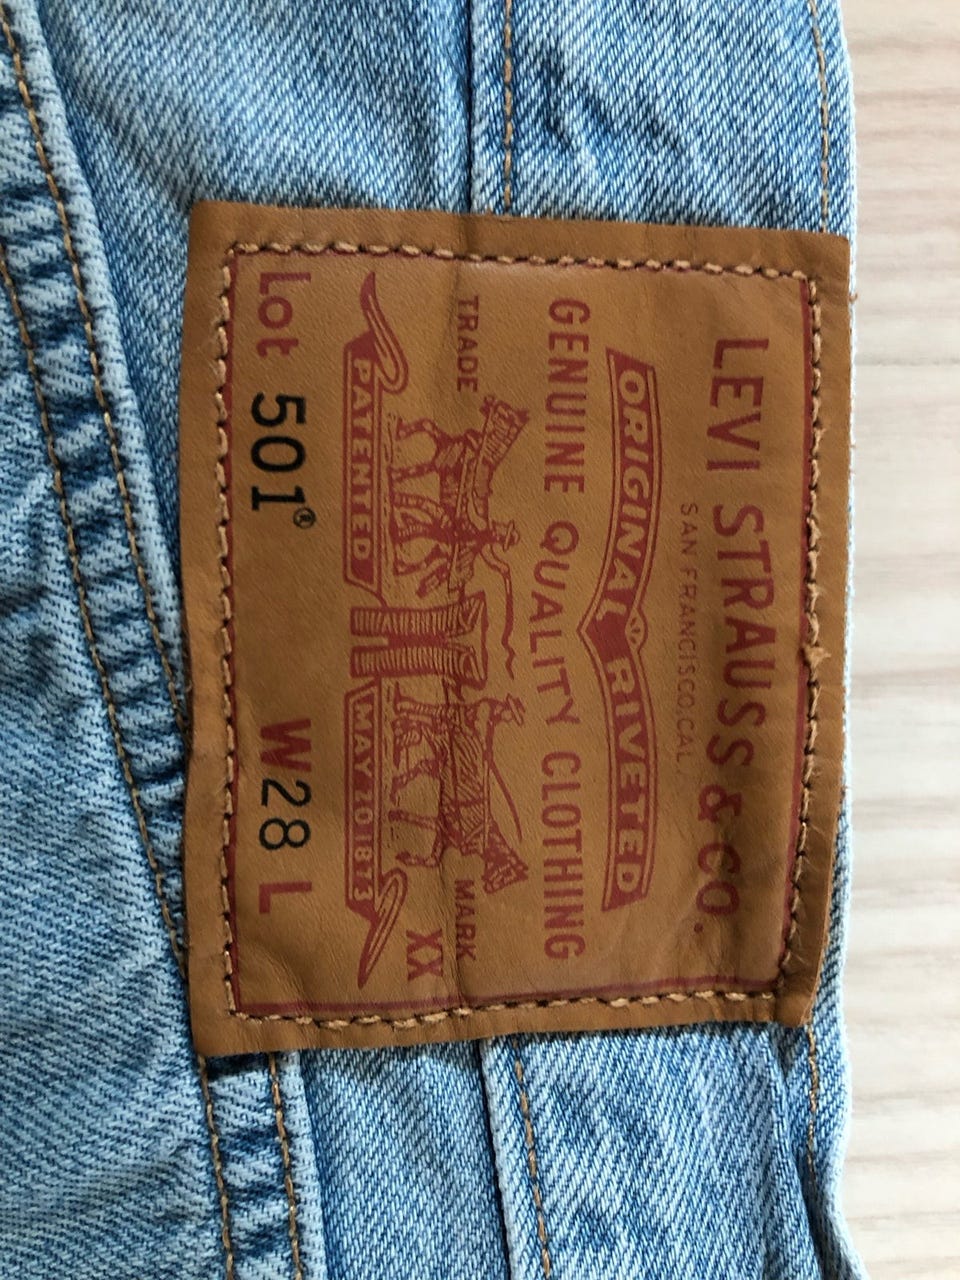 LEVI STRAUSS & CO.
SAN FRANCISCO, CAL.
ORIGINAL RIVETED
GENUINE QUALITY CLOTHING
TRADE MARK
XX
PATENTED MAY 20 1873
Lot 501® W28 L